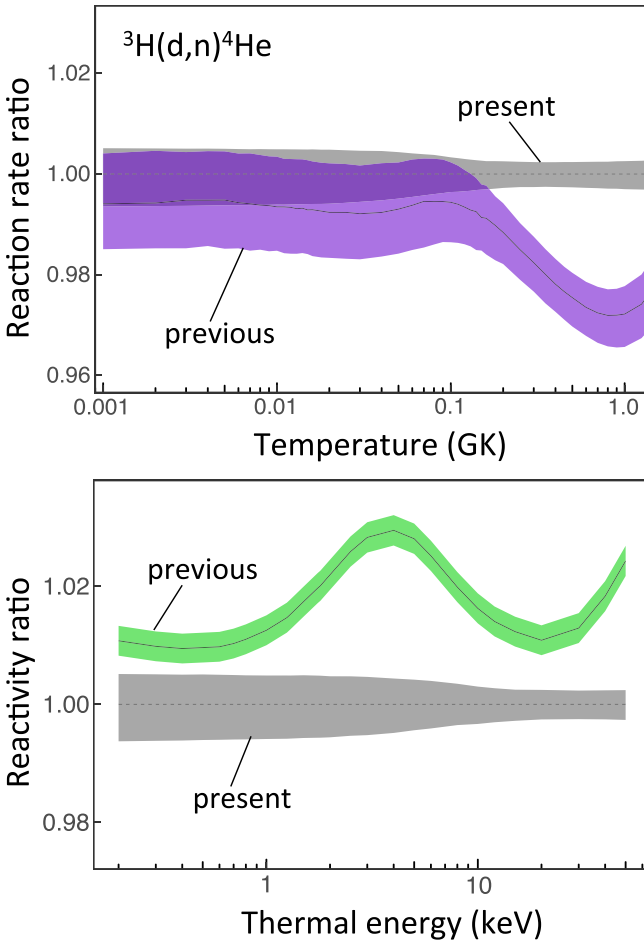 ³H(d,n)⁴He
Reaction rate ratio
1.02
1.00
0.98
0.96
present
previous
0.001
0.01
0.1
1.0
Temperature (GK)
Reactivity ratio
1.02
1.00
0.98
previous
present
1
10
Thermal energy (keV)